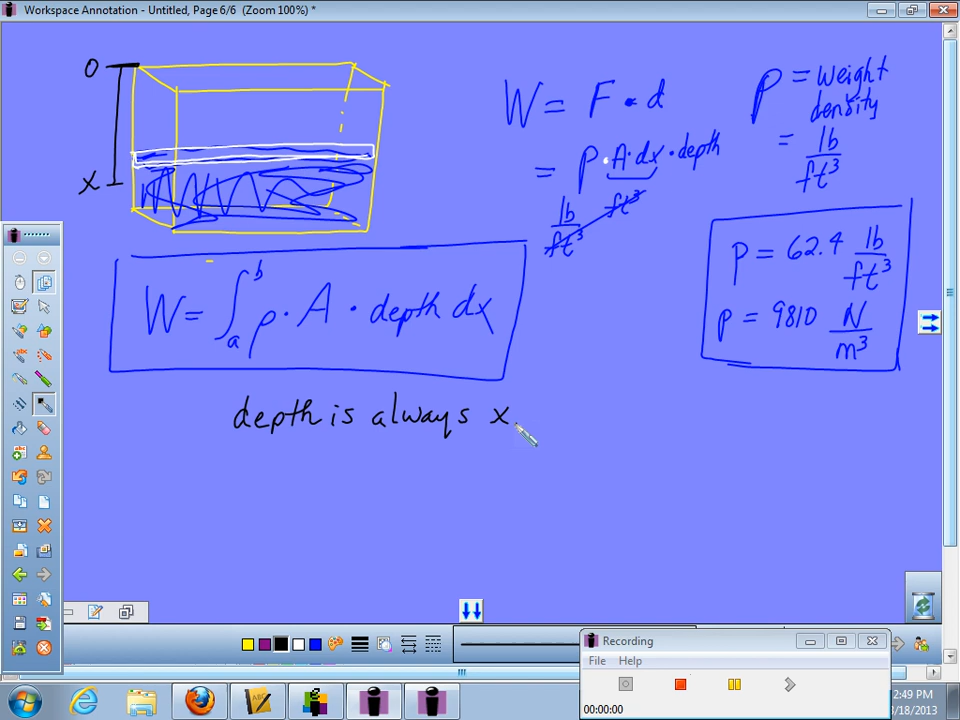 Workspace Annotation - Untitled, Page 6/6 (Zoom 100%) *
0
x
W = F • d
= ρ • A • dx • depth
lb/ft³ ft³
ρ = weight
density
= lb/ft³
ρ = 62.4 lb/ft³
ρ = 9810 N/m³
W = ∫ₐᵇ ρ • A • depth dx
depth is always x.
Recording
File Help
00:00:00
2:49 PM
/18/2013